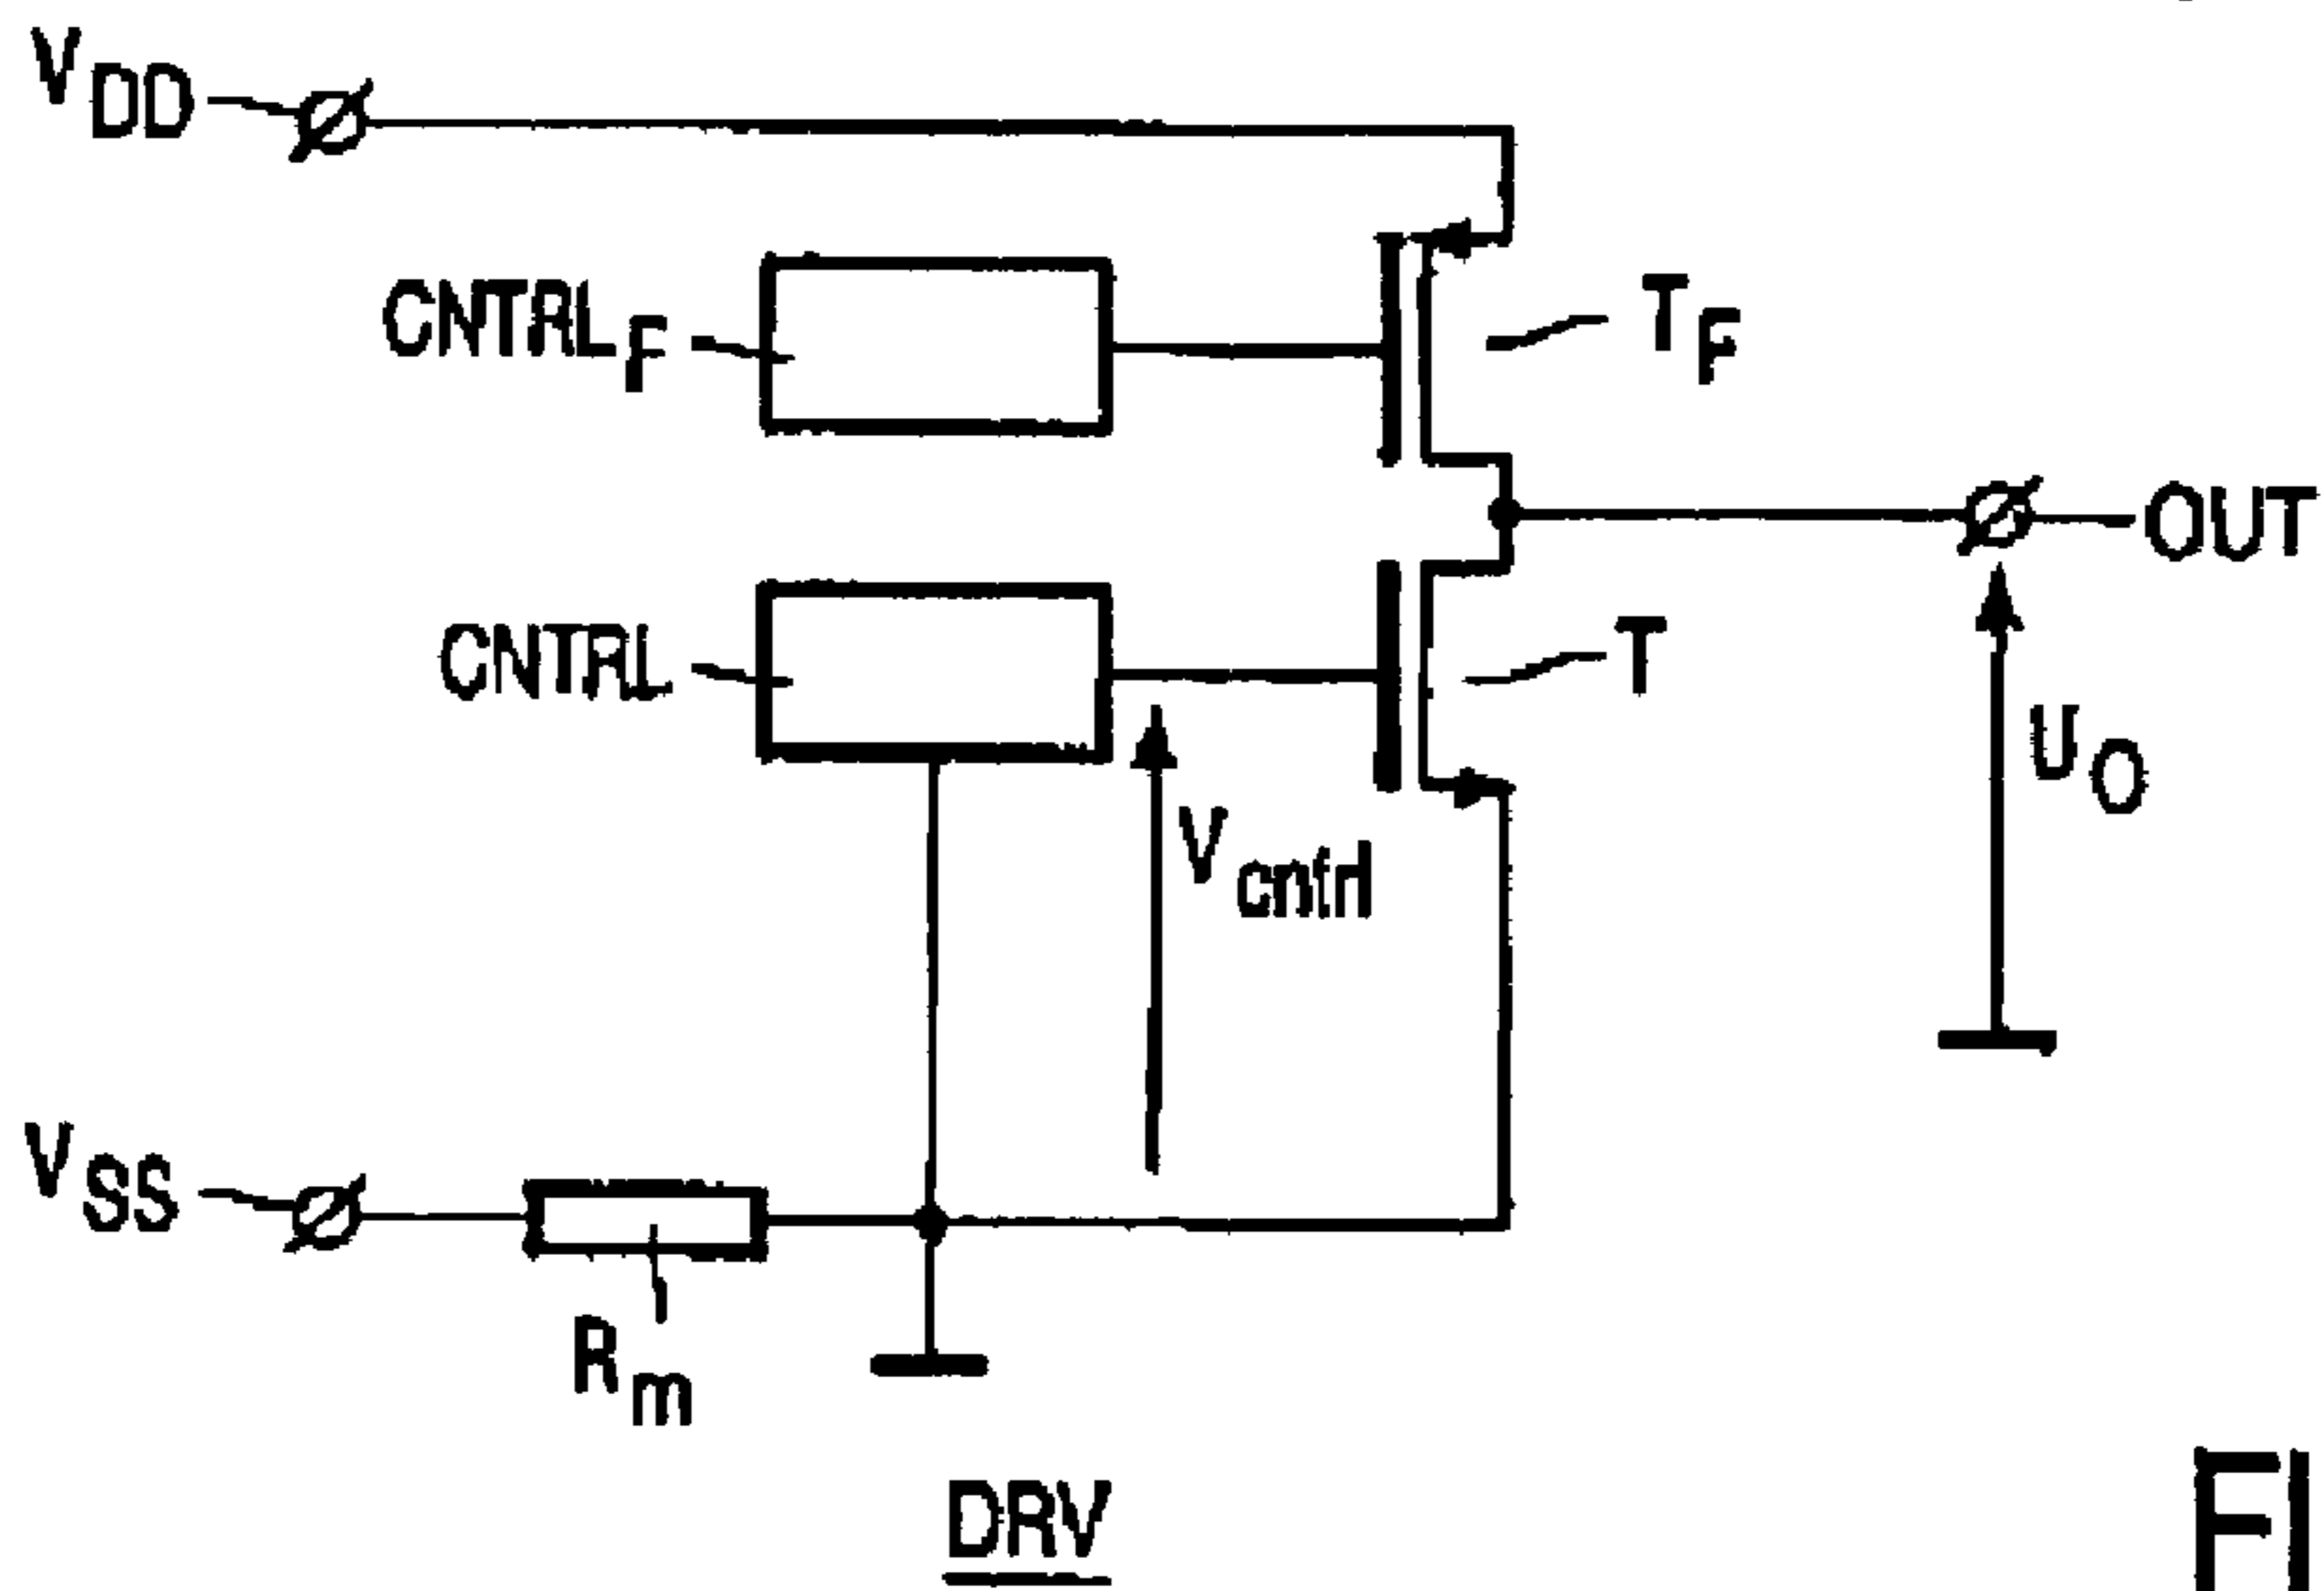 VDD
CNTRLF
TF
OUT
CNTRL
T
UO
Vcntrl
VSS
Rm
DRV
FI